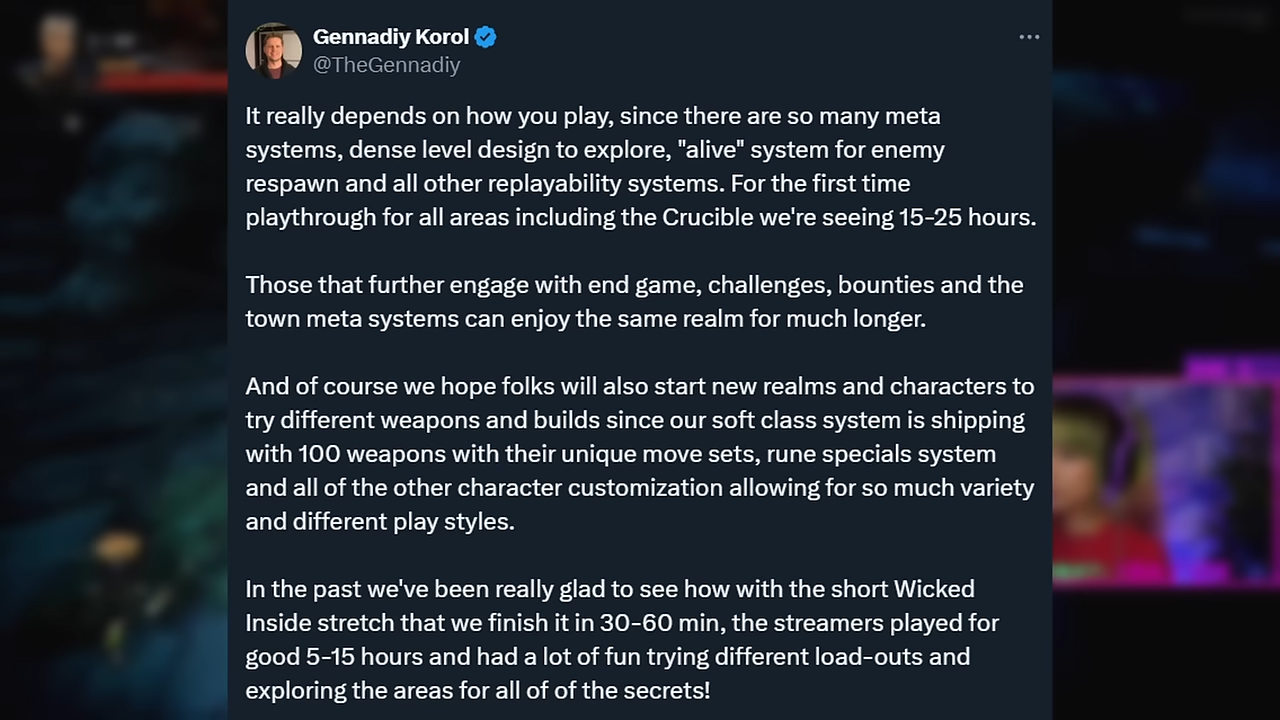 Gennadiy Korol
@TheGennadiy
It really depends on how you play, since there are so many meta
systems, dense level design to explore, "alive" system for enemy
respawn and all other replayability systems. For the first time
playthrough for all areas including the Crucible we're seeing 15-25 hours.
Those that further engage with end game, challenges, bounties and the
town meta systems can enjoy the same realm for much longer.
And of course we hope folks will also start new realms and characters to
try different weapons and builds since our soft class system is shipping
with 100 weapons with their unique move sets, rune specials system
and all of the other character customization allowing for so much variety
and different play styles.
In the past we've been really glad to see how with the short Wicked
Inside stretch that we finish it in 30-60 min, the streamers played for
good 5-15 hours and had a lot of fun trying different load-outs and
exploring the areas for all of of the secrets!